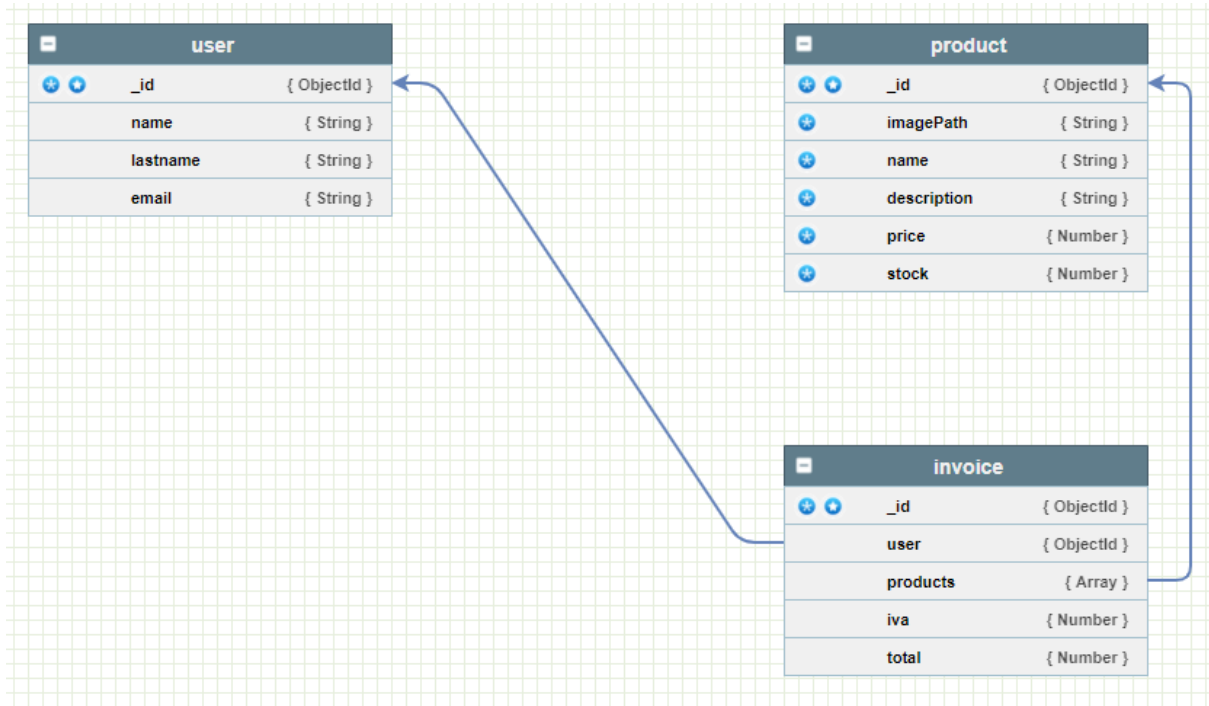 user
_id { ObjectId }
name { String }
lastname { String }
email { String }
product
_id { ObjectId }
imagePath { String }
name { String }
description { String }
price { Number }
stock { Number }
invoice
_id { ObjectId }
user { ObjectId }
products { Array }
iva { Number }
total { Number }